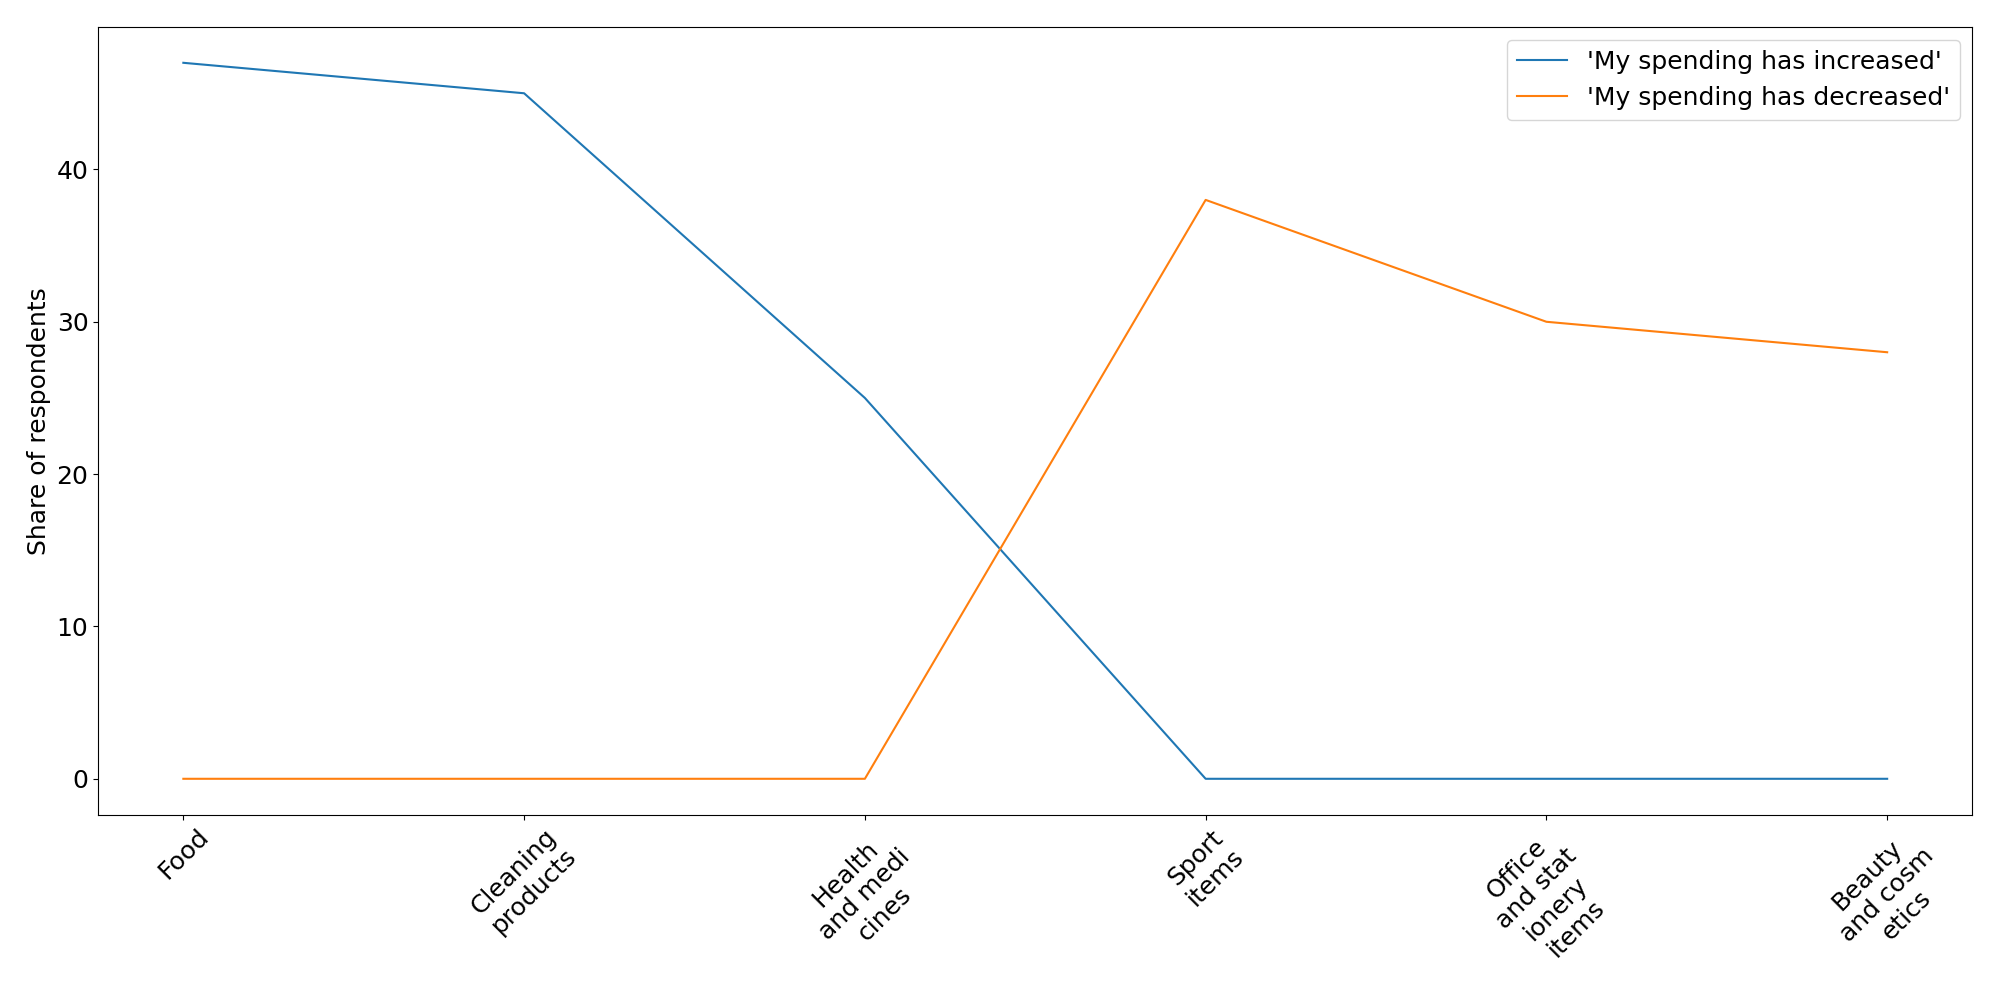 'My spending has increased'
'My spending has decreased'
Share of respondents
40
30
20
10
0
Food
Cleaning
products
Health
and medi
cines
Sport
items
Office
and stat
ionery
items
Beauty
and cosm
etics